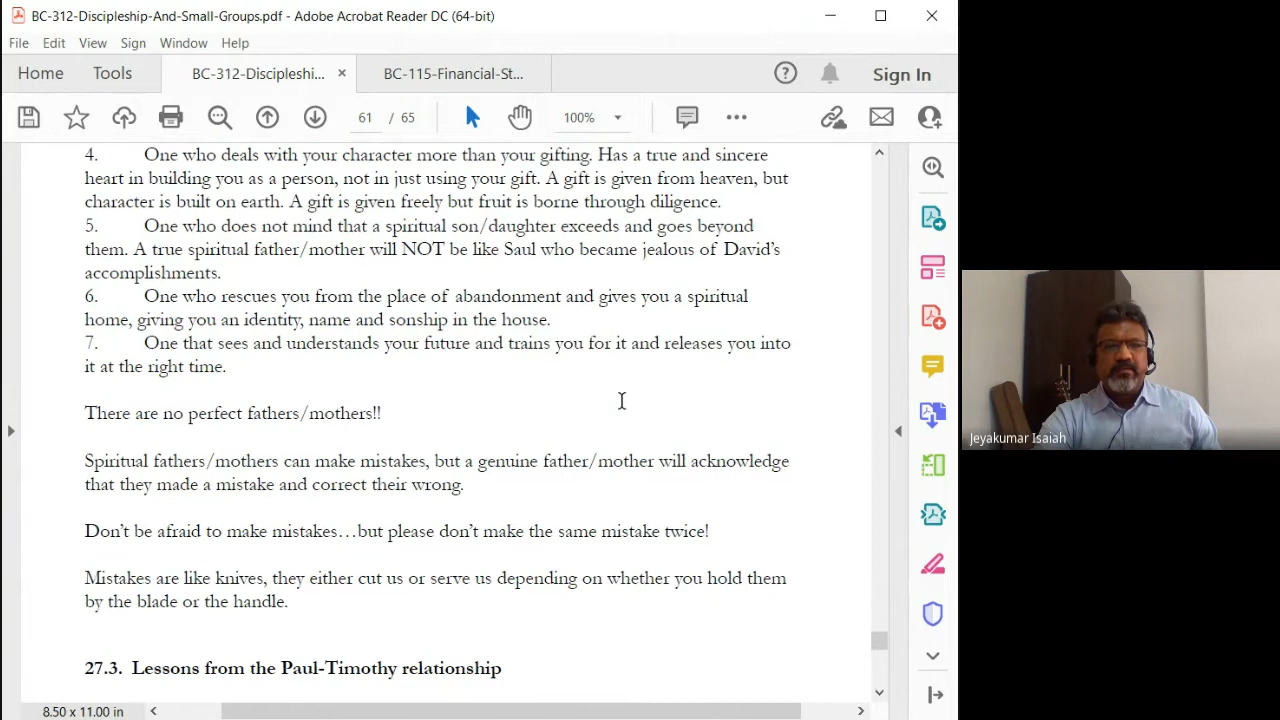 BC-312-Discipleship-And-Small-Groups.pdf - Adobe Acrobat Reader DC (64-bit)
File Edit View Sign Window Help
Home Tools BC-312-Discipleshi... × BC-115-Financial-St... Sign In
61 / 65 100%
4. One who deals with your character more than your gifting. Has a true and sincere
heart in building you as a person, not in just using your gift. A gift is given from heaven, but
character is built on earth. A gift is given freely but fruit is borne through diligence.
5. One who does not mind that a spiritual son/daughter exceeds and goes beyond
them. A true spiritual father/mother will NOT be like Saul who became jealous of David's
accomplishments.
6. One who rescues you from the place of abandonment and gives you a spiritual
home, giving you an identity, name and sonship in the house.
7. One that sees and understands your future and trains you for it and releases you into
it at the right time.
There are no perfect fathers/mothers!!
Spiritual fathers/mothers can make mistakes, but a genuine father/mother will acknowledge
that they made a mistake and correct their wrong.
Don't be afraid to make mistakes…but please don't make the same mistake twice!
Mistakes are like knives, they either cut us or serve us depending on whether you hold them
by the blade or the handle.
27.3. Lessons from the Paul-Timothy relationship
8.50 x 11.00 in
Jeyakumar Isaiah